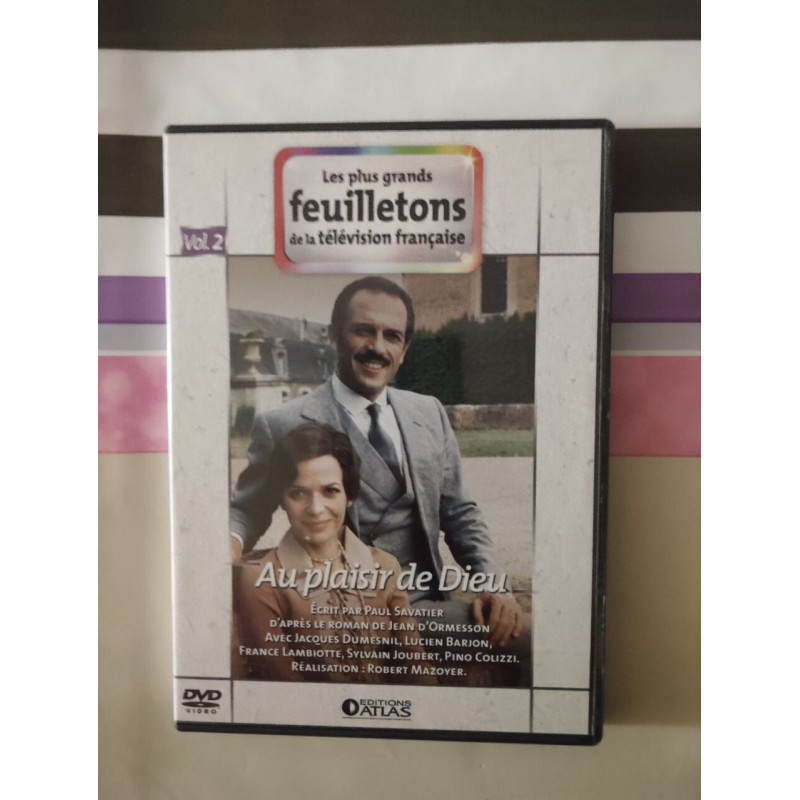 Les plus grands
feuilletons
de la télévision française
Vol. 2
Au plaisir de Dieu
Écrit par Paul Savatier
d'après le roman de Jean d'Ormesson
Avec Jacques Dumesnil, Lucien Barjon,
France Lambiotte, Sylvain Joubert, Pino Colizzi.
Réalisation : Robert Mazoyer.
DVD
VIDEO
EDITIONS
ATLAS